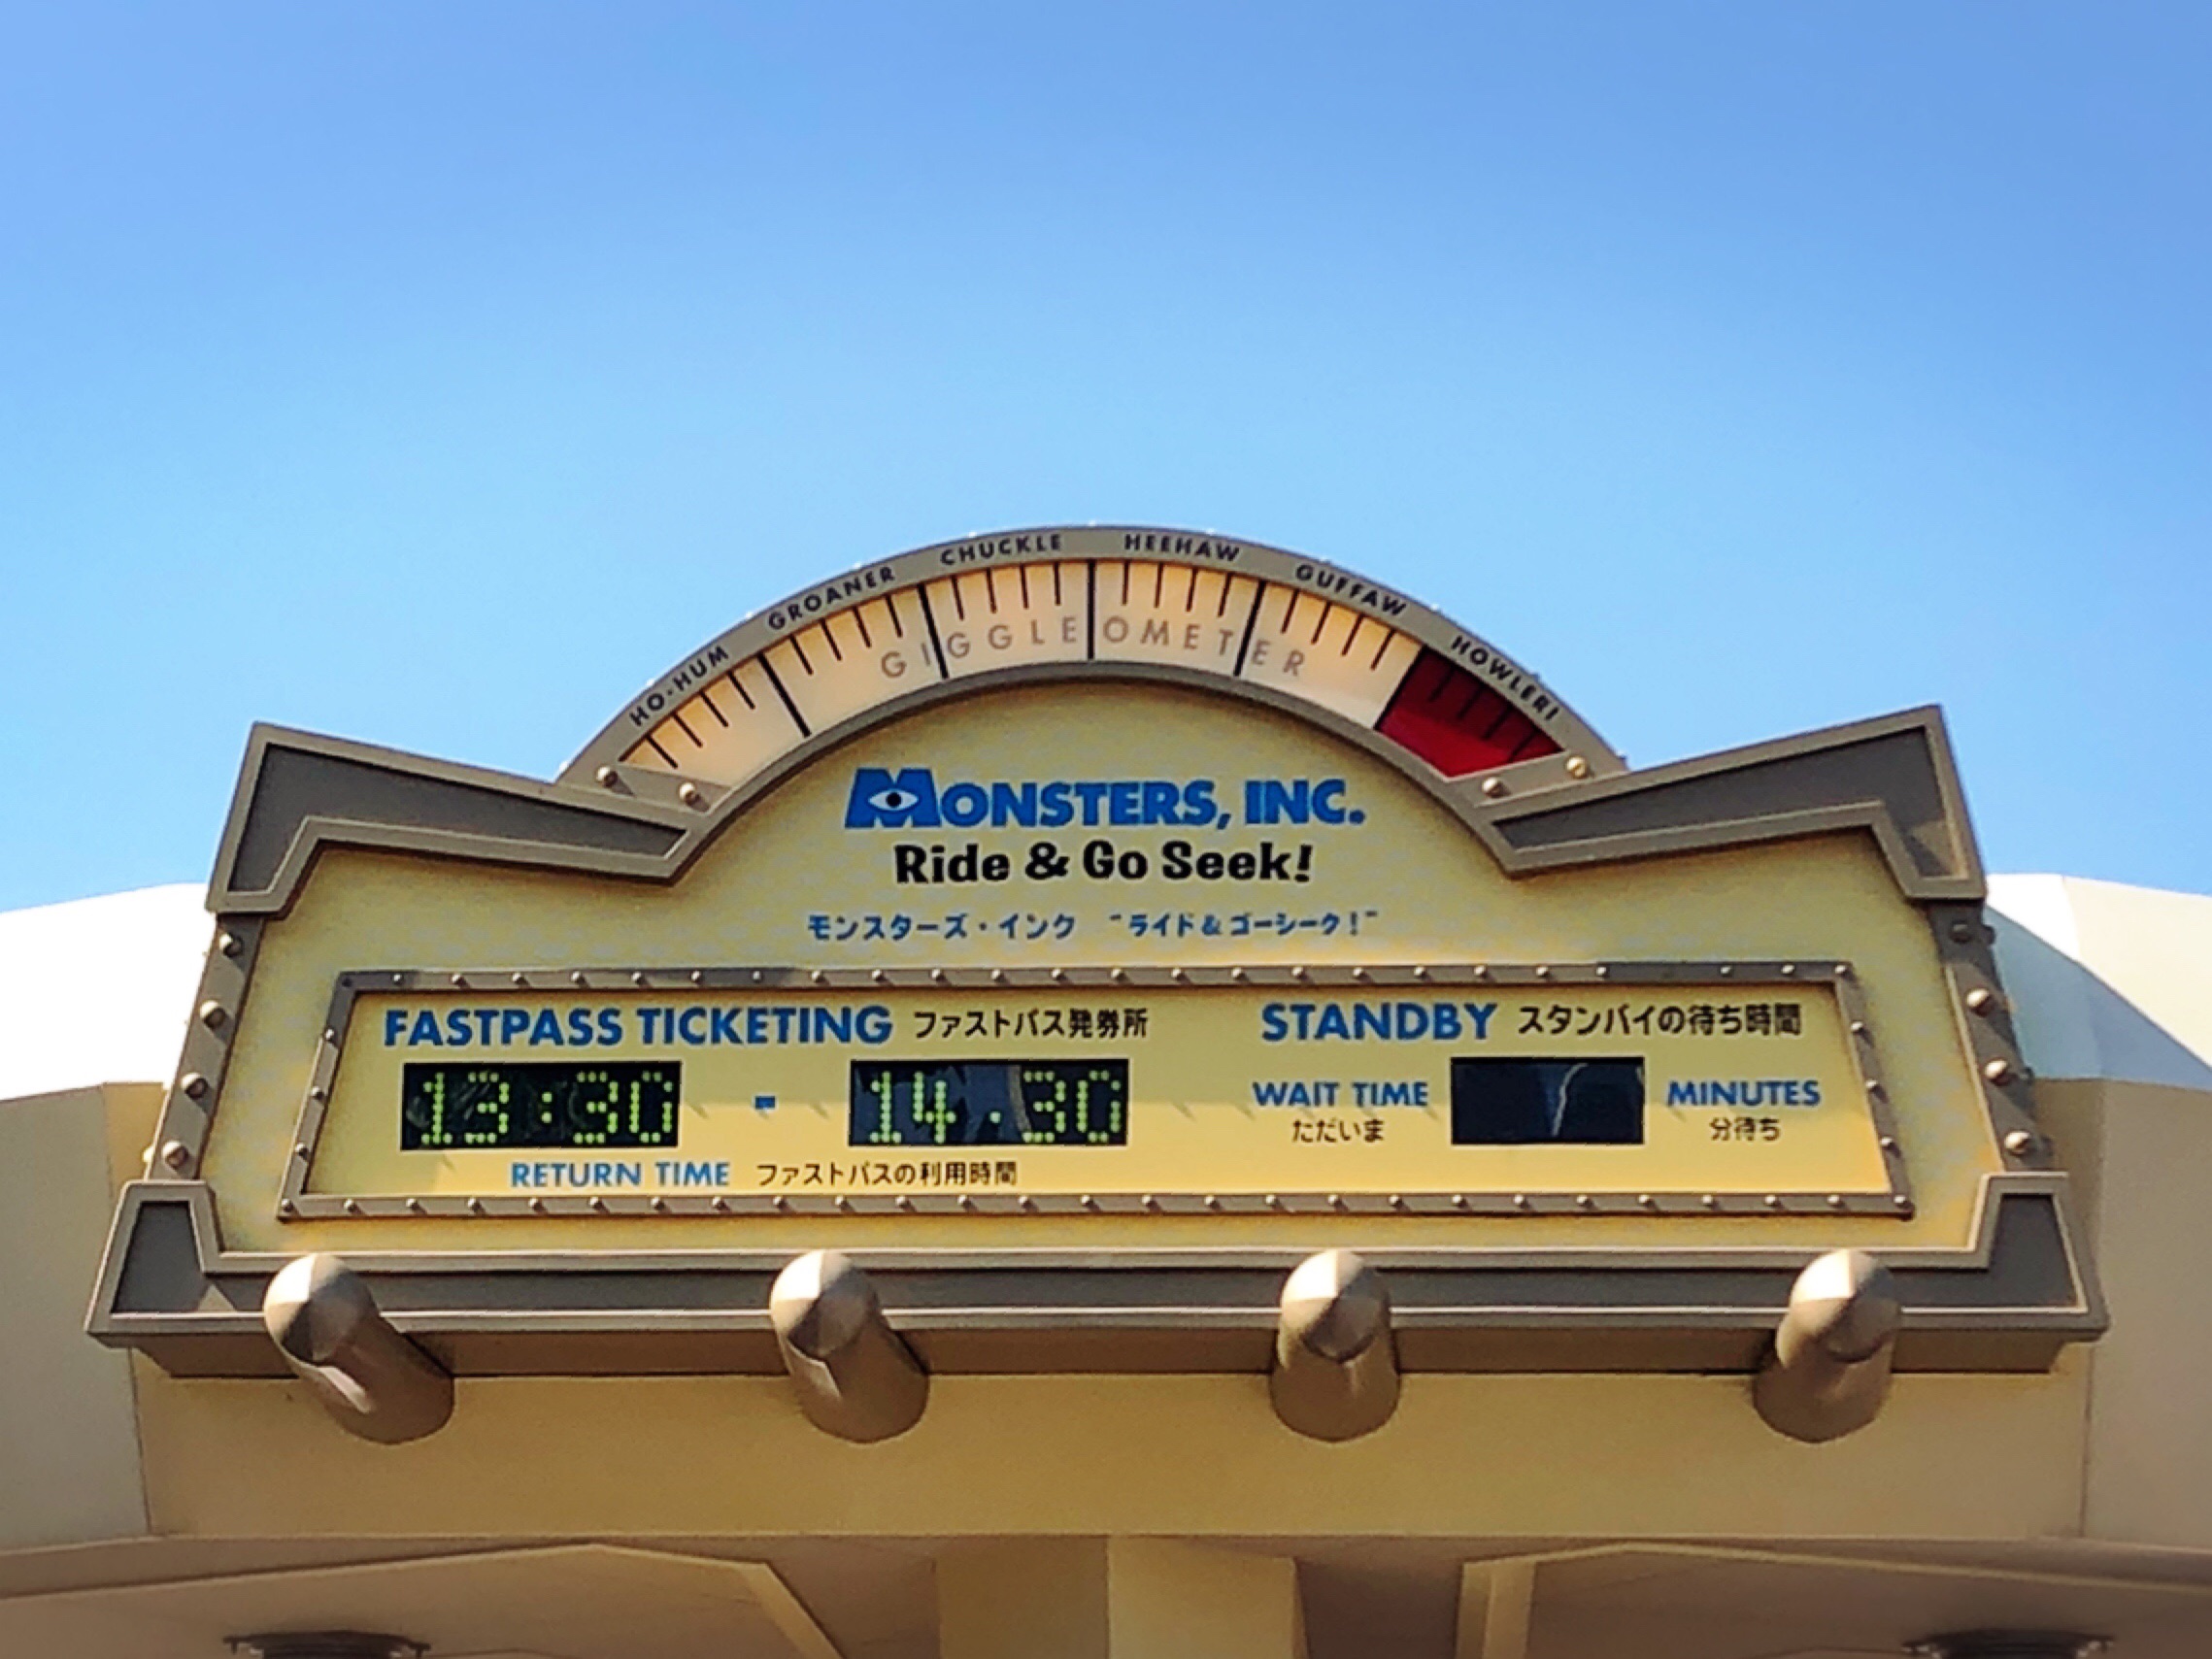 HO-HUM GROANER CHUCKLE HEEHAW GUFFAW HOWLER!
GIGGLE OMETER
MONSTERS, INC.
Ride & Go Seek!
モンスターズ・インク "ライド&ゴーシーク!"
FASTPASS TICKETING ファストパス発券所
13:30 - 14:30
RETURN TIME ファストパスの利用時間
STANDBY スタンバイの待ち時間
WAIT TIME MINUTES
ただいま 分待ち